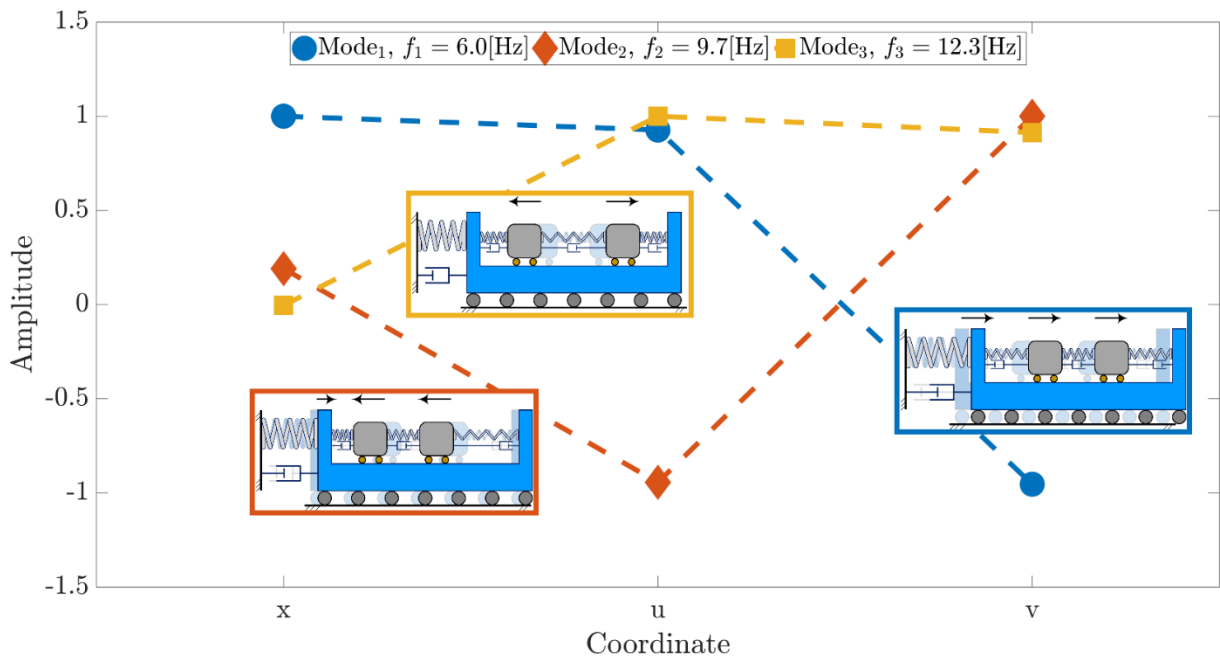 1.5
Mode₁, f₁ = 6.0[Hz] Mode₂, f₂ = 9.7[Hz] Mode₃, f₃ = 12.3[Hz]
1
0.5
0
-0.5
-1
-1.5
Amplitude
x u v
Coordinate